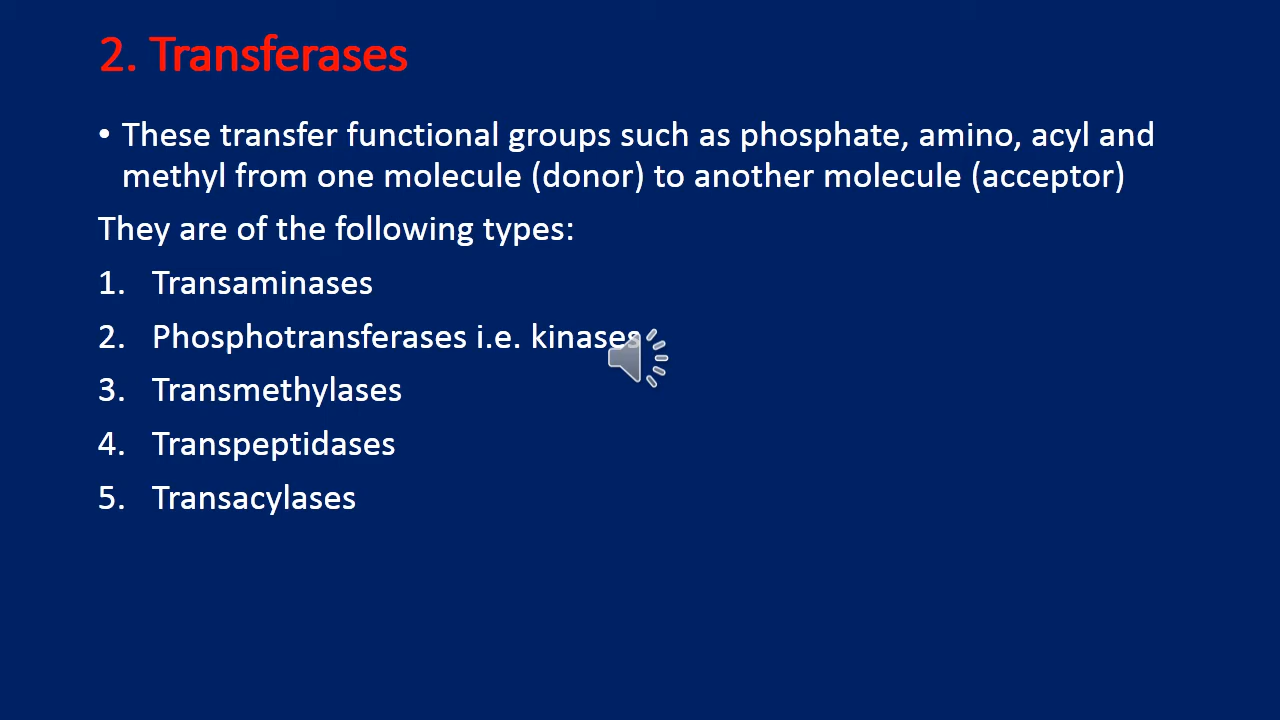 2. Transferases
• These transfer functional groups such as phosphate, amino, acyl and
methyl from one molecule (donor) to another molecule (acceptor)
They are of the following types:
1. Transaminases
2. Phosphotransferases i.e. kinases
3. Transmethylases
4. Transpeptidases
5. Transacylases